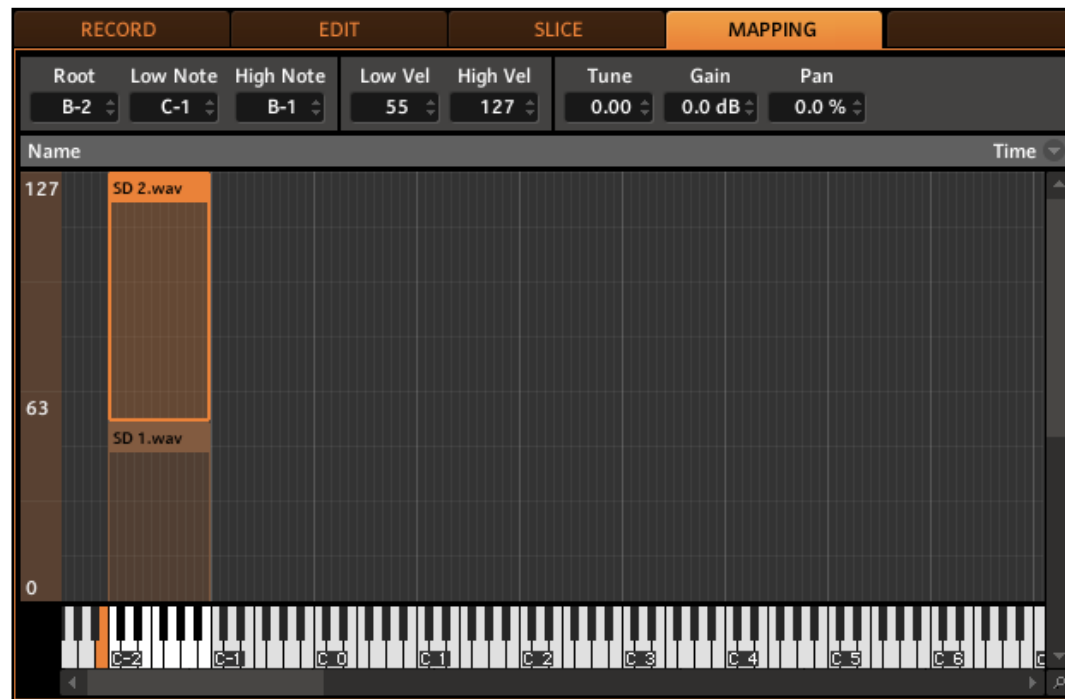 RECORD EDIT SLICE MAPPING
Root Low Note High Note Low Vel High Vel Tune Gain Pan
B-2 C-1 B-1 55 127 0.00 0.0 dB 0.0 %
Name Time
127 SD 2.wav
63
SD 1.wav
0
C-2 C-1 C 0 C 1 C 2 C 3 C 4 C 5 C 6 C